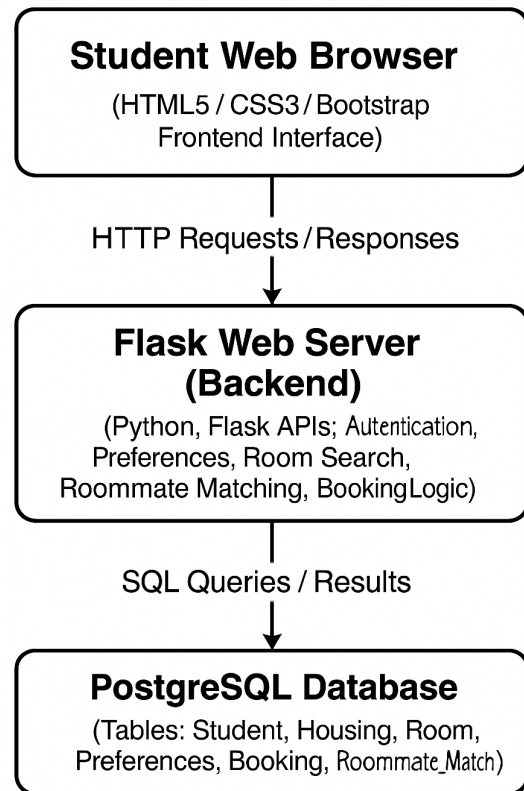 Student Web Browser
(HTML5 / CSS3 / Bootstrap
Frontend Interface)
HTTP Requests / Responses
Flask Web Server
(Backend)
(Python, Flask APIs; Autentication,
Preferences, Room Search,
Roommate Matching, BookingLogic)
SQL Queries / Results
PostgreSQL Database
(Tables: Student, Housing, Room,
Preferences, Booking, Roommate_Match)